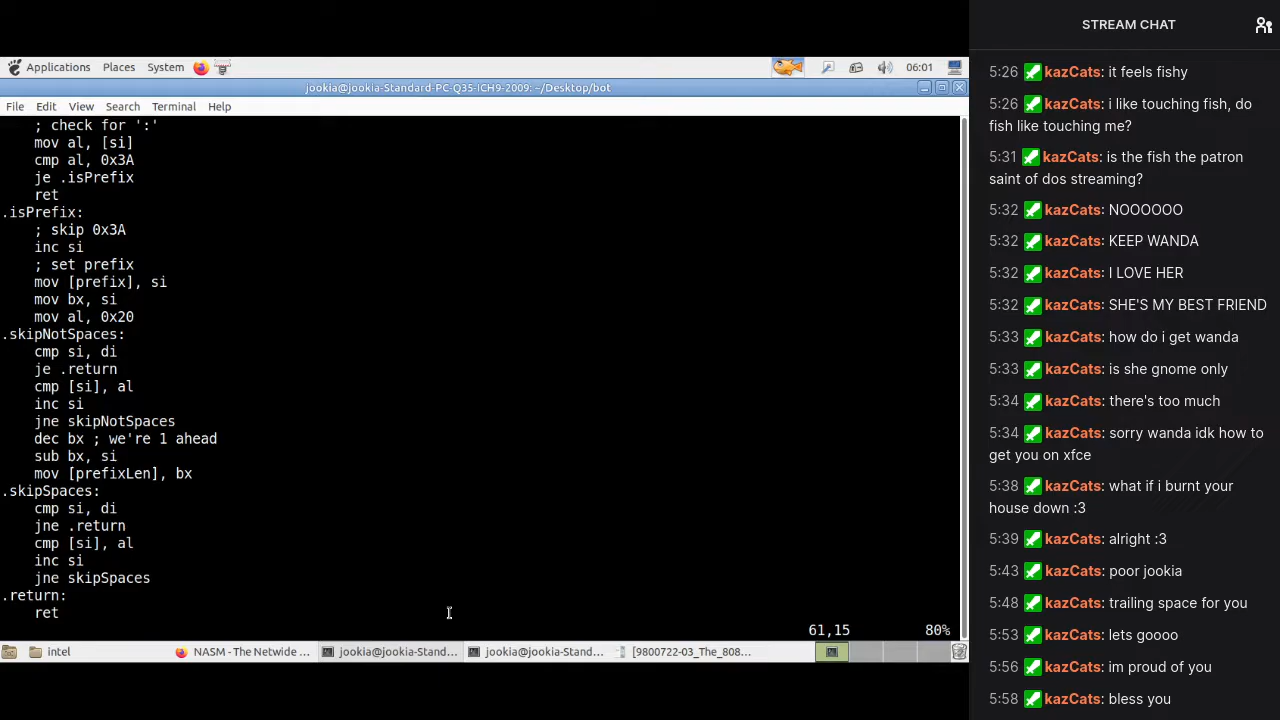 STREAM CHAT
Applications Places System 06:01
jookia@jookia-Standard-PC-Q35-ICH9-2009: ~/Desktop/bot
File Edit View Search Terminal Help
; check for ':'
mov al, [si]
cmp al, 0x3A
je .isPrefix
ret
.isPrefix:
; skip 0x3A
inc si
; set prefix
mov [prefix], si
mov bx, si
mov al, 0x20
.skipNotSpaces:
cmp si, di
je .return
cmp [si], al
inc si
jne skipNotSpaces
dec bx ; we're 1 ahead
sub bx, si
mov [prefixLen], bx
.skipSpaces:
cmp si, di
jne .return
cmp [si], al
inc si
jne skipSpaces
.return:
ret
61,15 80%
intel NASM - The Netwide ... jookia@jookia-Stand... jookia@jookia-Stand... [9800722-03_The_808...
5:26 kazCats: it feels fishy
5:26 kazCats: i like touching fish, do
fish like touching me?
5:31 kazCats: is the fish the patron
saint of dos streaming?
5:32 kazCats: NOOOOOO
5:32 kazCats: KEEP WANDA
5:32 kazCats: I LOVE HER
5:32 kazCats: SHE'S MY BEST FRIEND
5:33 kazCats: how do i get wanda
5:33 kazCats: is she gnome only
5:34 kazCats: there's too much
5:34 kazCats: sorry wanda idk how to
get you on xfce
5:38 kazCats: what if i burnt your
house down :3
5:39 kazCats: alright :3
5:43 kazCats: poor jookia
5:48 kazCats: trailing space for you
5:53 kazCats: lets goooo
5:56 kazCats: im proud of you
5:58 kazCats: bless you